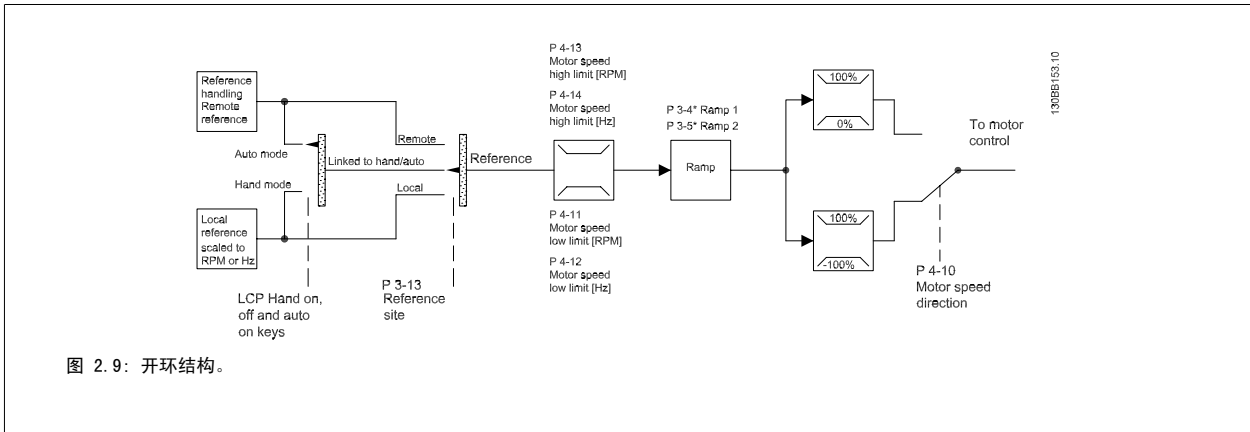 Reference
handling
Remote
reference
Auto mode
Hand mode
Local
reference
scaled to
RPM or Hz
LCP Hand on,
off and auto
on keys
Linked to hand/auto
Remote
Local
P 3-13
Reference
site
Reference
P 4-13
Motor speed
high limit [RPM]
P 4-14
Motor speed
high limit [Hz]
P 4-11
Motor speed
low limit [RPM]
P 4-12
Motor speed
low limit [Hz]
P 3-4* Ramp 1
P 3-5* Ramp 2
Ramp
100%
0%
100%
-100%
To motor
control
P 4-10
Motor speed
direction
130BB153.10
图 2.9: 开环结构。